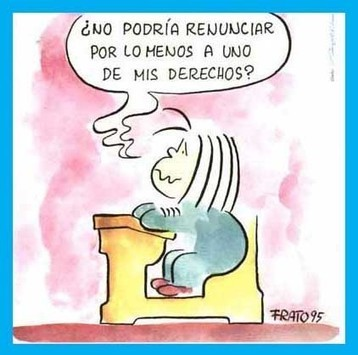 ¿NO PODRÍA RENUNCIAR
POR LO MENOS A UNO
DE MIS DERECHOS?
FRATO 95